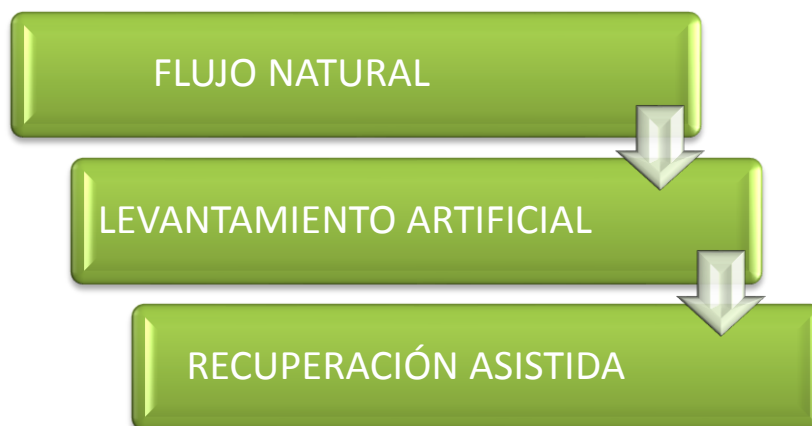 FLUJO NATURAL
LEVANTAMIENTO ARTIFICIAL
RECUPERACIÓN ASISTIDA